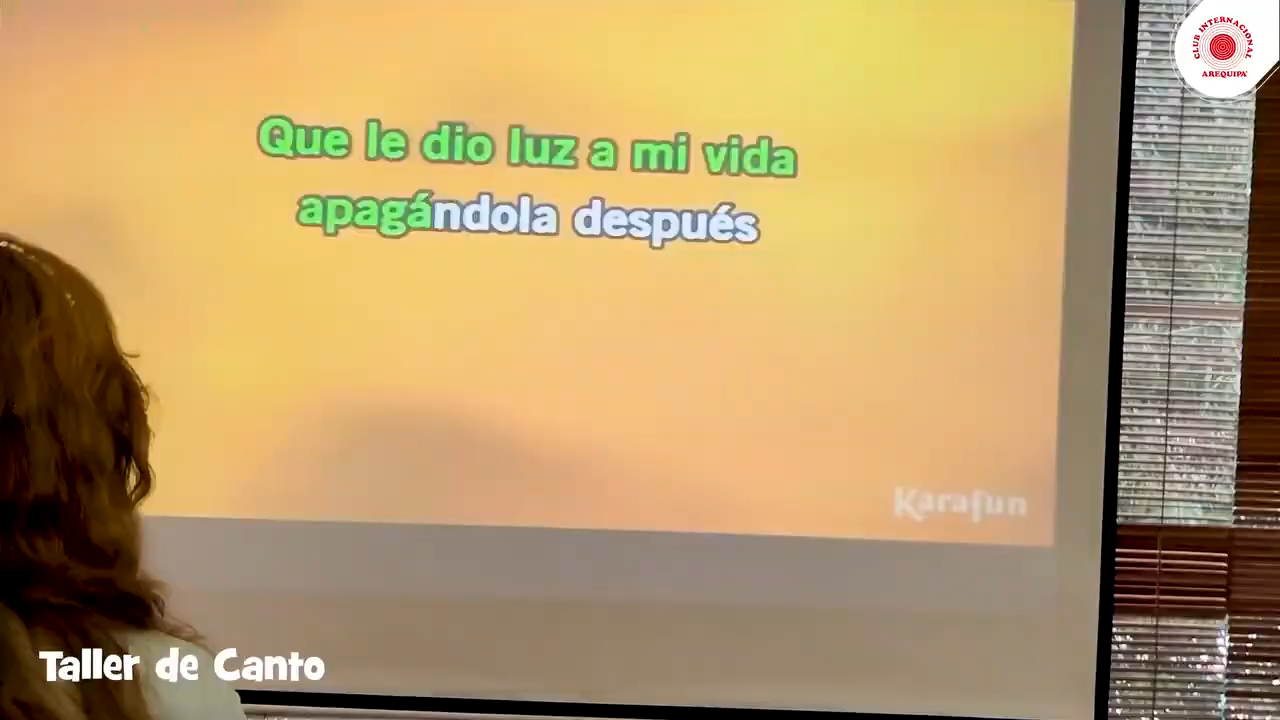 CLUB INTERNACIONAL
AREQUIPA
Que le dio luz a mi vida
apagándola después
Karafun
Taller de Canto